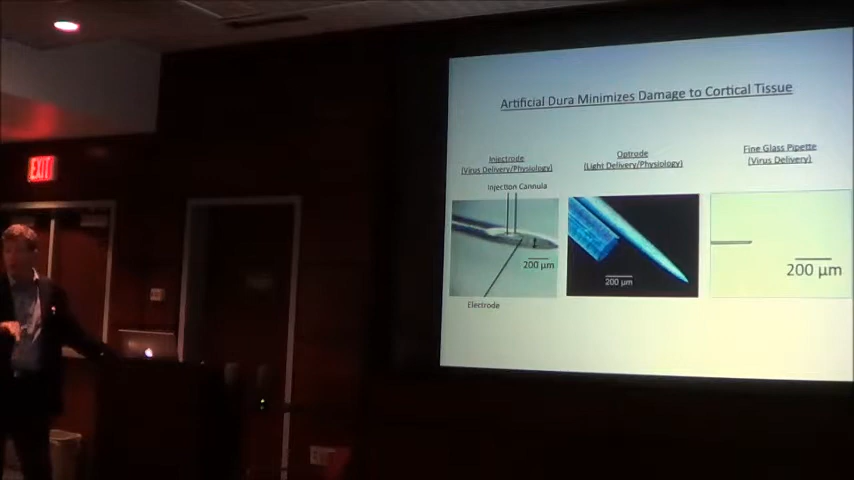 Artificial Dura Minimizes Damage to Cortical Tissue
Injectrode
(Virus Delivery/Physiology)
Injection Cannula
200 µm
Electrode
Optrode
(Light Delivery/Physiology)
200 µm
Fine Glass Pipette
(Virus Delivery)
200 µm
EXIT